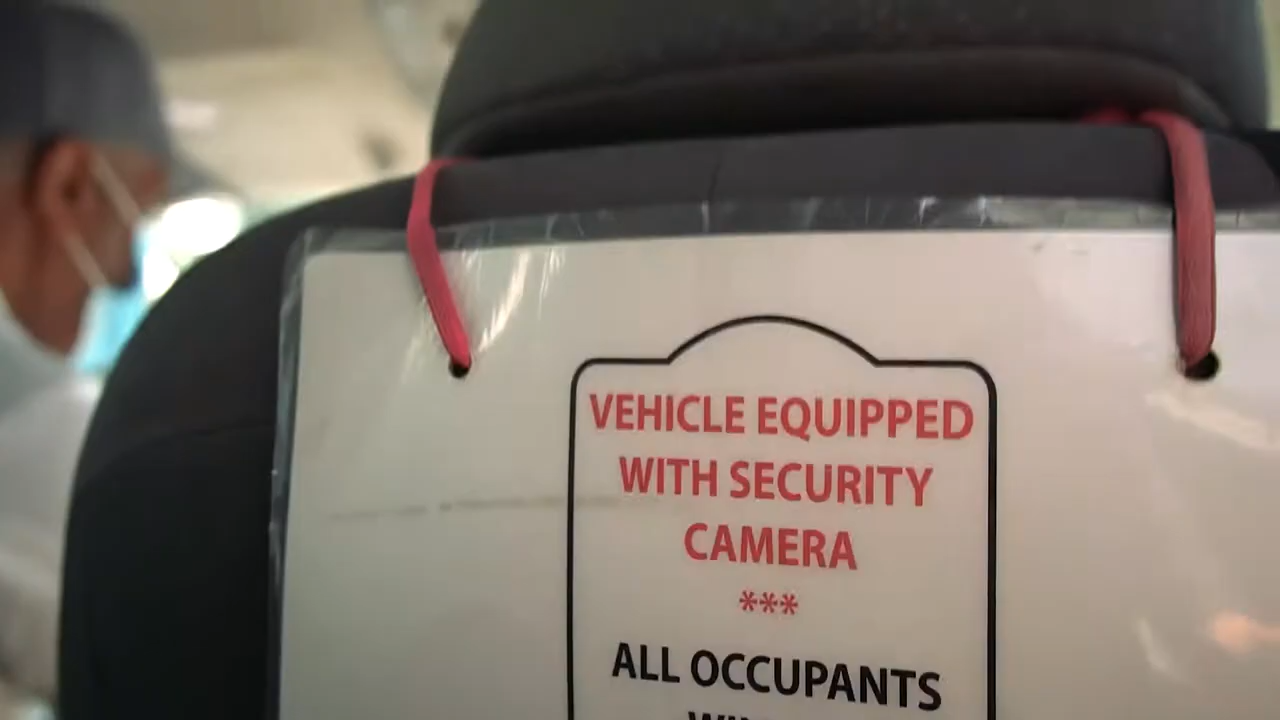 VEHICLE EQUIPPED
WITH SECURITY
CAMERA
***
ALL OCCUPANTS